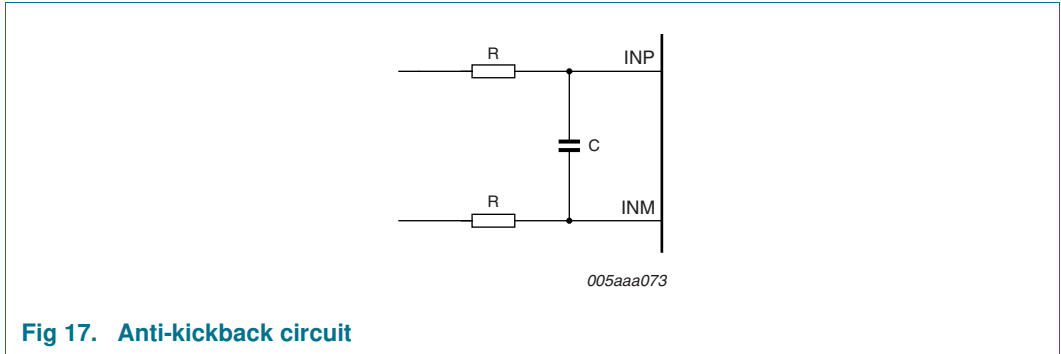 R
INP
C
R
INM
005aaa073
Fig 17. Anti-kickback circuit